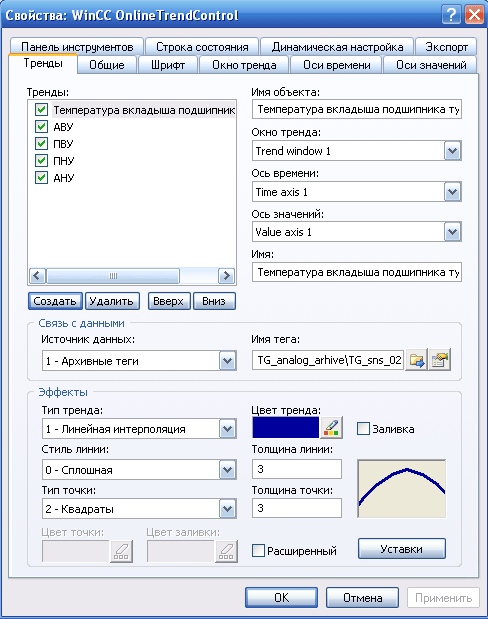 Свойства: WinCC OnlineTrendControl
Панель инструментов Строка состояния Динамическая настройка Экспорт
Тренды Общие Шрифт Окно тренда Оси времени Оси значений
Тренды:
Температура вкладыша подшипник
АВУ
ПВУ
ПНУ
АНУ
Создать Удалить Вверх Вниз
Имя объекта:
Температура вкладыша подшипника ту
Окно тренда:
Trend window 1
Ось времени:
Time axis 1
Ось значений:
Value axis 1
Имя:
Температура вкладыша подшипника ту
Связь с данными
Источник данных:
1 - Архивные теги
Имя тега:
TG_analog_arhive\TG_sns_02
Эффекты
Тип тренда:
1 - Линейная интерполяция
Цвет тренда:
Заливка
Стиль линии:
0 - Сплошная
Толщина линии:
3
Тип точки:
2 - Квадраты
Толщина точки:
3
Цвет точки: Цвет заливки:
Расширенный
Уставки
OK Отмена Применить